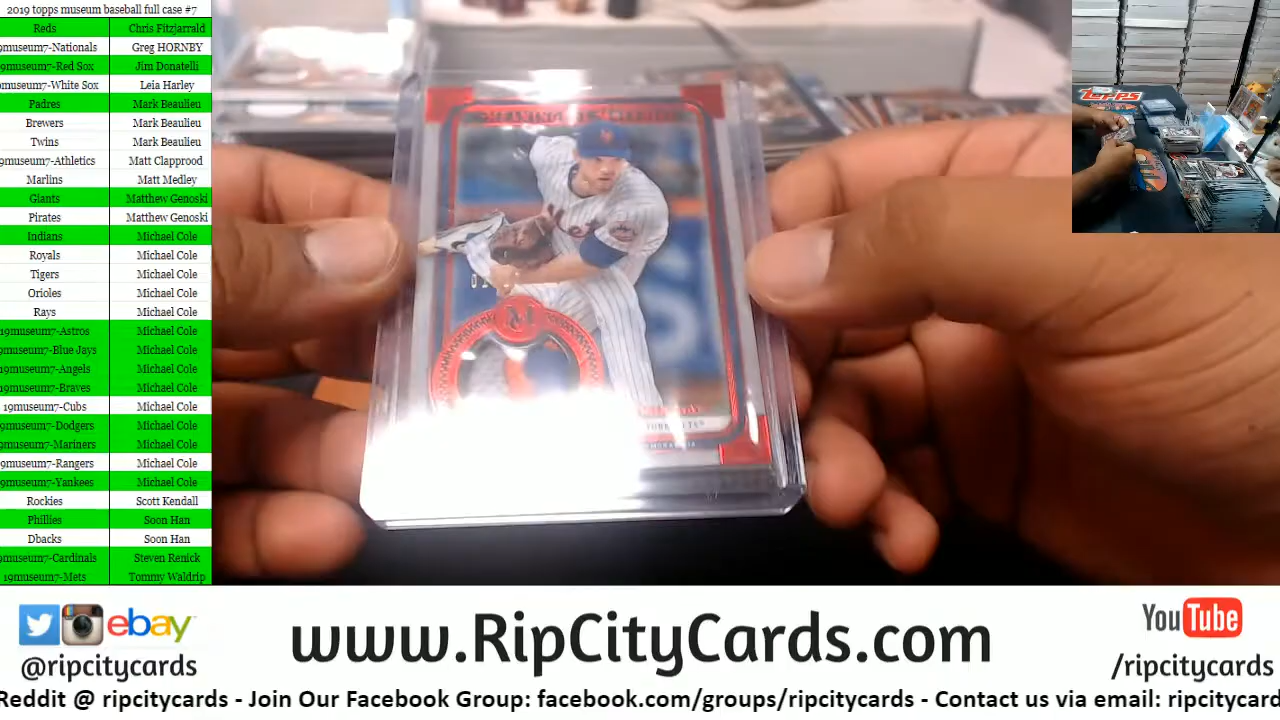 2019 topps museum baseball full case #7
Reds Chris Fitzjarrald
9museum7-Nationals Greg HORNBY
9museum7-Red Sox Jim Donatelli
museum7-White Sox Leia Harley
Padres Mark Beaulieu
Brewers Mark Beaulieu
Twins Mark Beaulieu
9museum7-Athletics Matt Clapprood
Marlins Matt Medley
Giants Matthew Genoski
Pirates Matthew Genoski
Indians Michael Cole
Royals Michael Cole
Tigers Michael Cole
Orioles Michael Cole
Rays Michael Cole
19museum7-Astros Michael Cole
9museum7-Blue Jays Michael Cole
19museum7-Angels Michael Cole
19museum7-Braves Michael Cole
19museum7-Cubs Michael Cole
9museum7-Dodgers Michael Cole
9museum7-Mariners Michael Cole
9museum7-Rangers Michael Cole
9museum7-Yankees Michael Cole
Rockies Scott Kendall
Phillies Soon Han
Dbacks Soon Han
9museum7-Cardinals Steven Renick
19museum7-Mets Tommy Waldrip
TOPPS
M
ebay
@ripcitycards
www.RipCityCards.com
YouTube
/ripcitycards
Reddit @ ripcitycards - Join Our Facebook Group: facebook.com/groups/ripcitycards - Contact us via email: ripcitycard